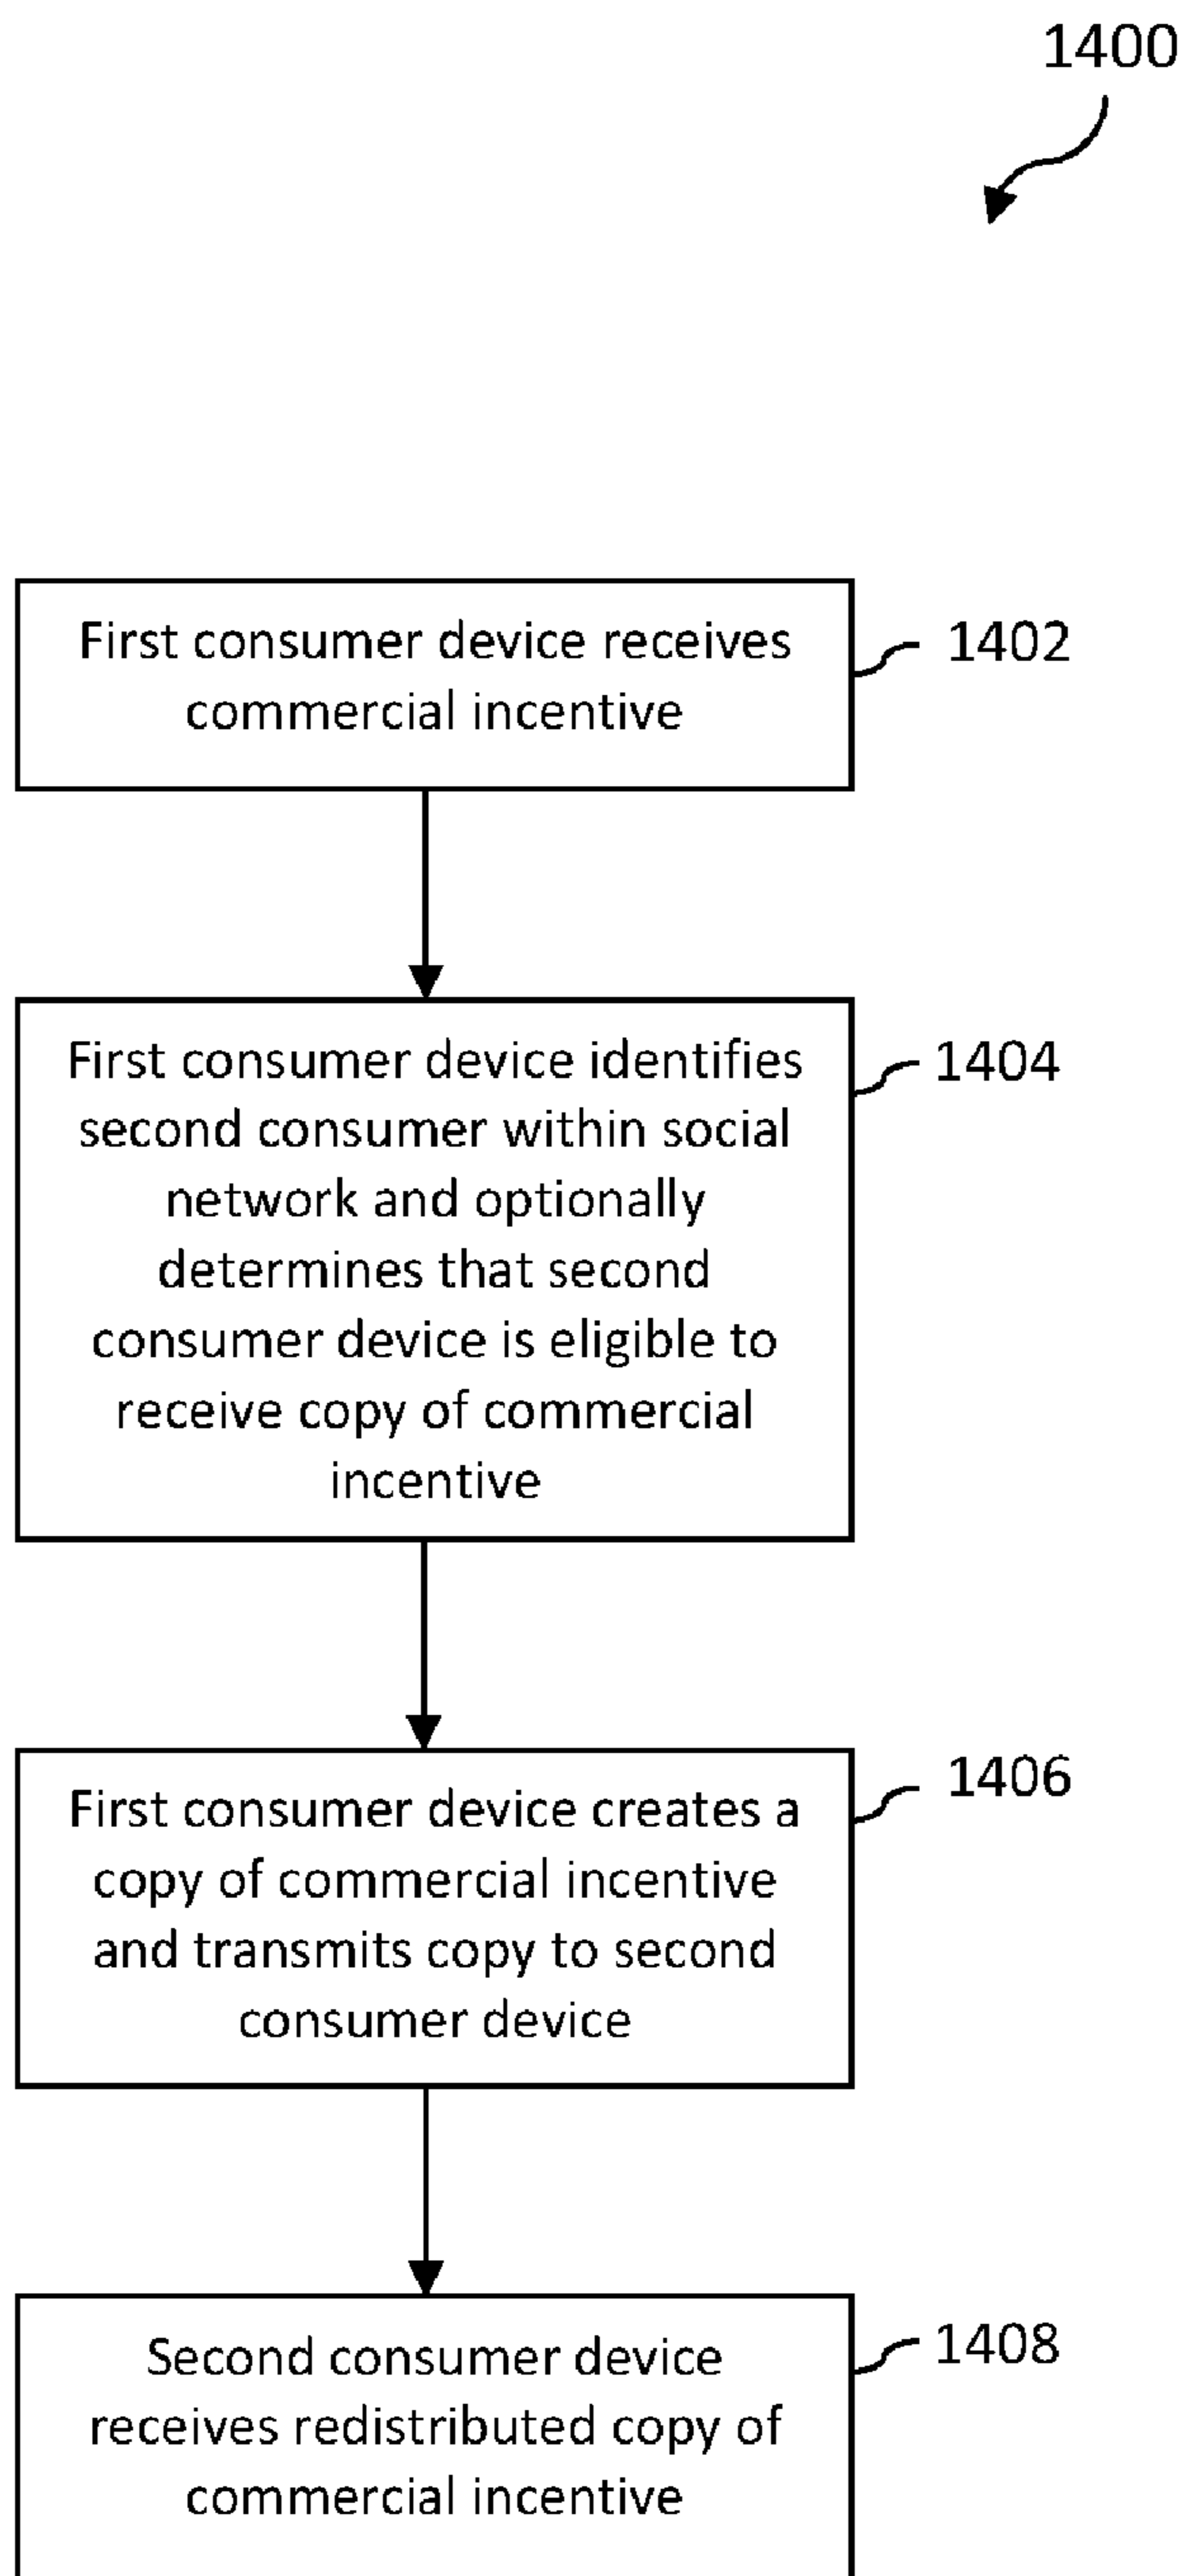 1400
First consumer device receives
commercial incentive
1402
First consumer device identifies
second consumer within social
network and optionally
determines that second
consumer device is eligible to
receive copy of commercial
incentive
1404
First consumer device creates a
copy of commercial incentive
and transmits copy to second
consumer device
1406
Second consumer device
receives redistributed copy of
commercial incentive
1408